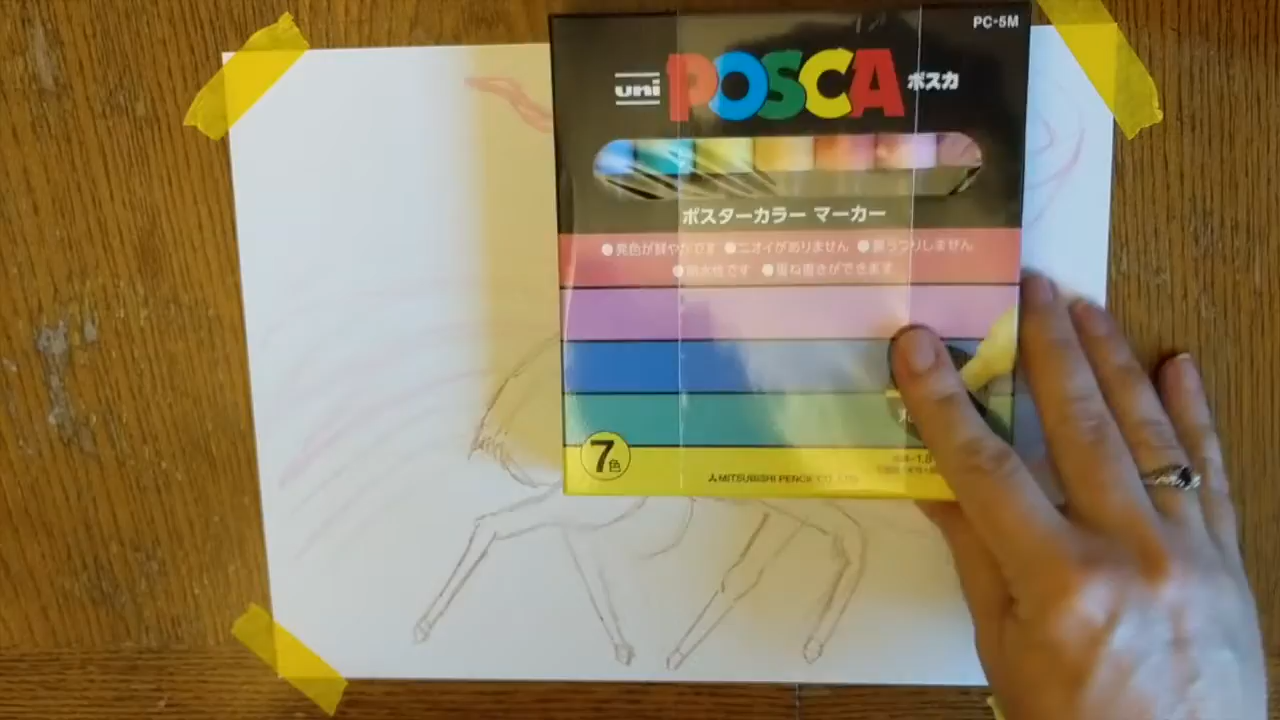 PC-5M
uni POSCA ポスカ
ポスターカラー マーカー
●発色が鮮やかです ●ニオイがありません ●裏うつりしません
●耐水性です ●重ね書きができます
7色
MITSUBISHI PENCIL CO., LTD.